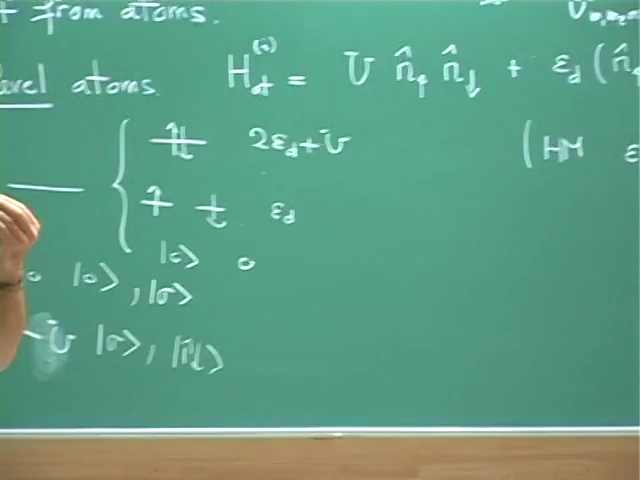 from atoms.
level atoms. H_at^(i) = U n̂_↑ n̂_↓ + ε_d (n̂
↑↓ 2ε_d+U (HM ε
↑ ↓ ε_d
|0> 0
0 |0>, |σ>
-U |σ>, |↑↓>